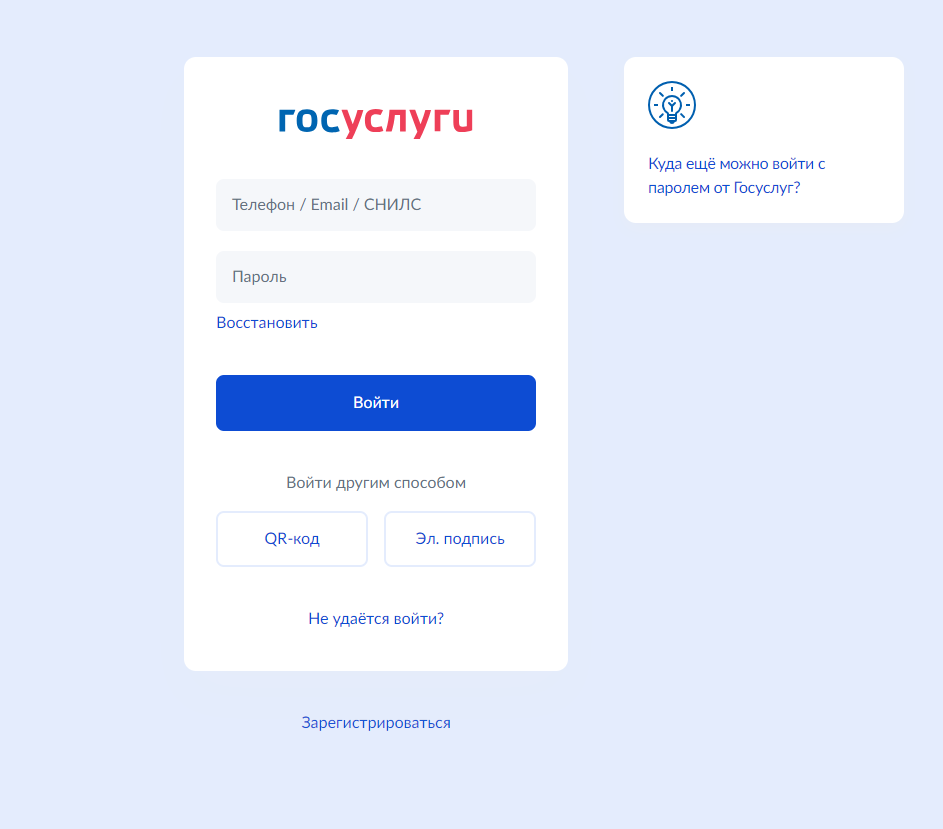 госуслуги
Телефон / Email / СНИЛС
Пароль
Восстановить
Войти
Войти другим способом
QR-код
Эл. подпись
Не удаётся войти?
Зарегистрироваться
Куда ещё можно войти с
паролем от Госуслуг?